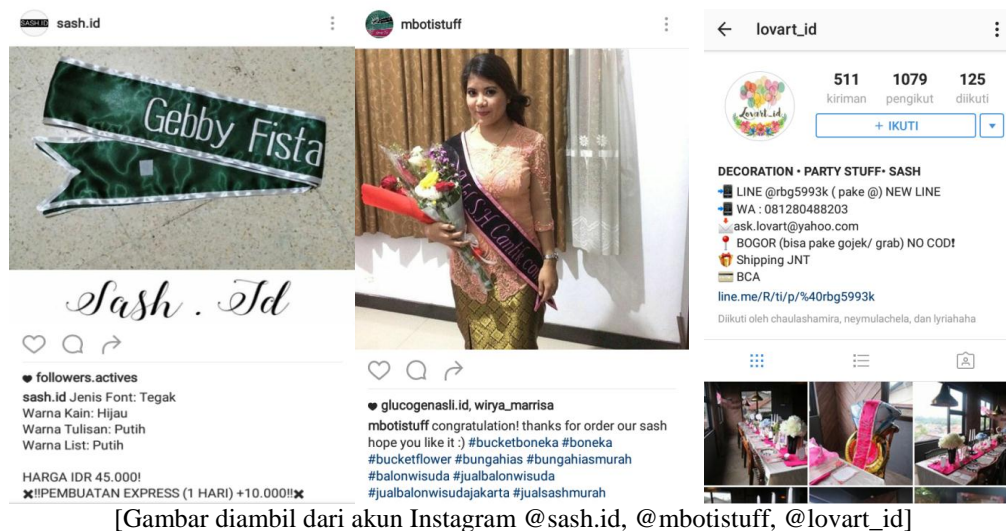 sash.id
Gebby Fista
Sash . Id
followers.actives
sash.id Jenis Font: Tegak
Warna Kain: Hijau
Warna Tulisan: Putih
Warna List: Putih
HARGA IDR 45.000!
✖!!PEMBUATAN EXPRESS (1 HARI) +10.000!!✖
mbotistuff
glucogenasli.id, wirya_marrisa
mbotistuff congratulation! thanks for order our sash
hope you like it :) #bucketboneka #boneka
#bucketflower #bungahias #bungahiasmurah
#balonwisuda #jualbalonwisuda
#jualbalonwisudajakarta #jualsashmurah
lovart_id
511 1079 125
kiriman pengikut diikuti
+ IKUTI
Lovart_id
DECORATION • PARTY STUFF• SASH
LINE @rbg5993k ( pake @) NEW LINE
WA : 081280488203
ask.lovart@yahoo.com
BOGOR (bisa pake gojek/ grab) NO COD!
Shipping JNT
BCA
line.me/R/ti/p/%40rbg5993k
Diikuti oleh chaulashamira, neymulachela, dan lyriahaha
[Gambar diambil dari akun Instagram @sash.id, @mbotistuff, @lovart_id]